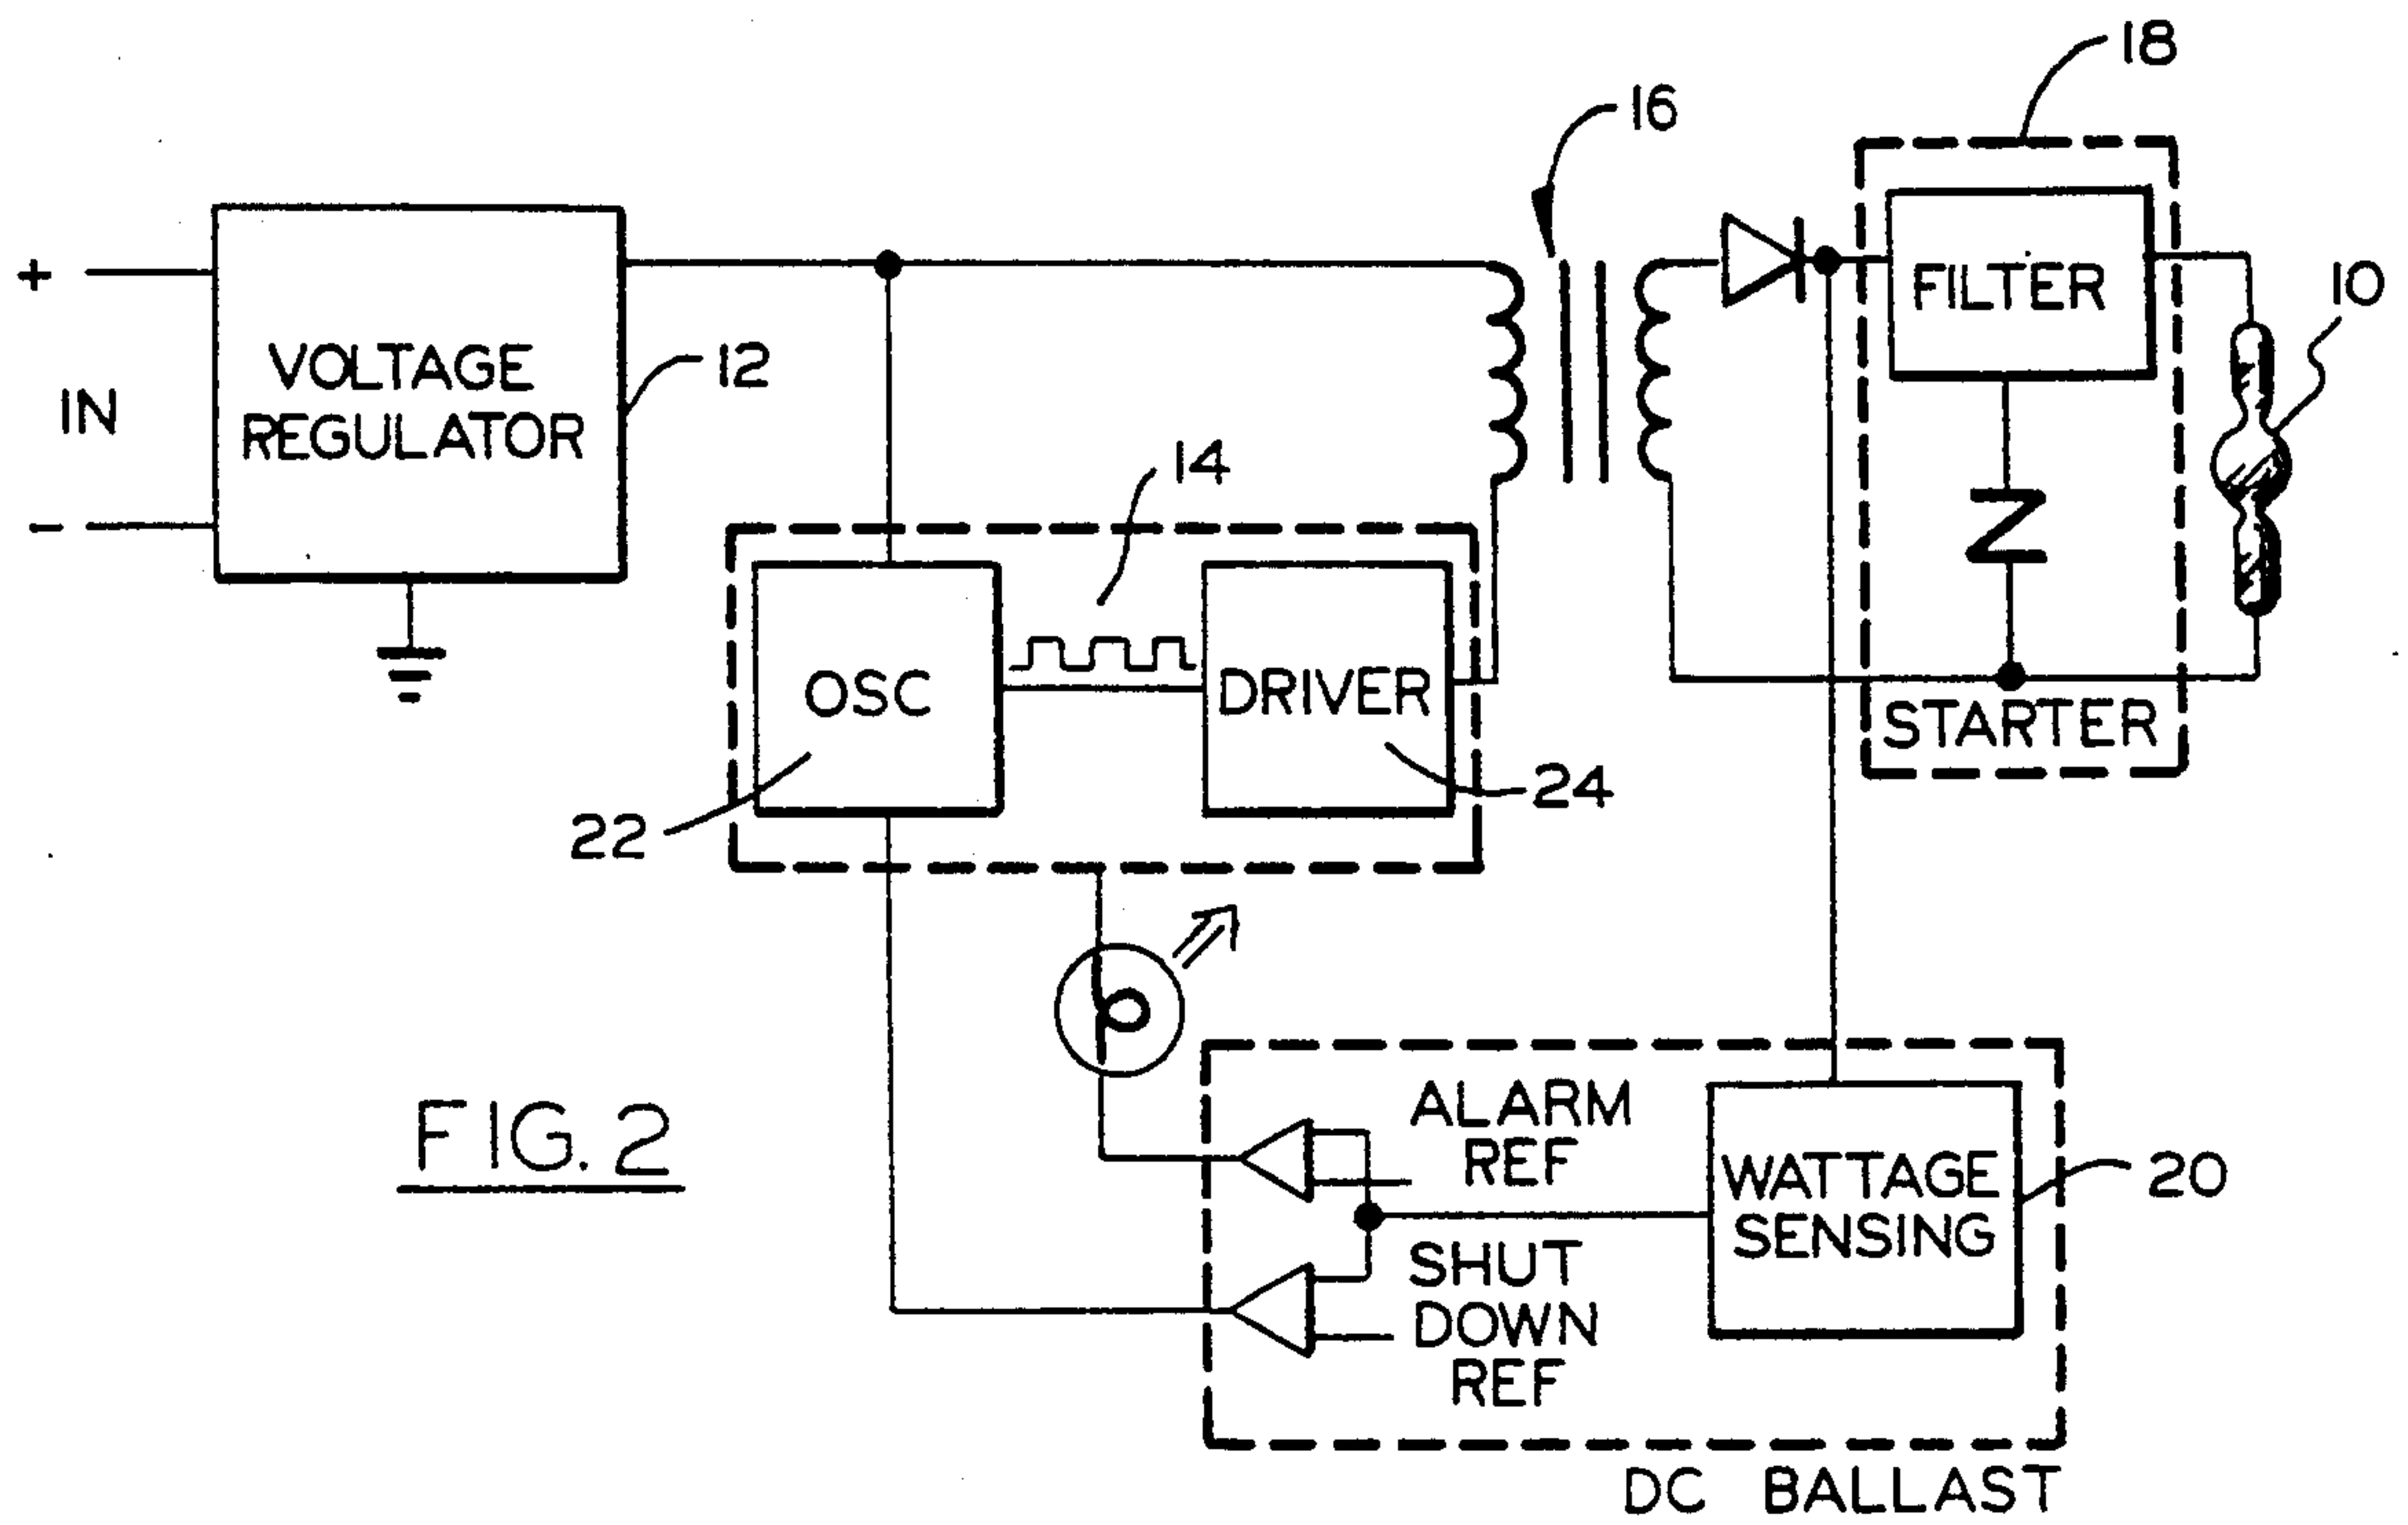 18
16
+
IN
-
VOLTAGE
REGULATOR
12
FILTER
10
14
OSC
DRIVER
STARTER
22
24
FIG. 2
ALARM
REF
SHUT
DOWN
REF
WATTAGE
SENSING
20
DC BALLAST